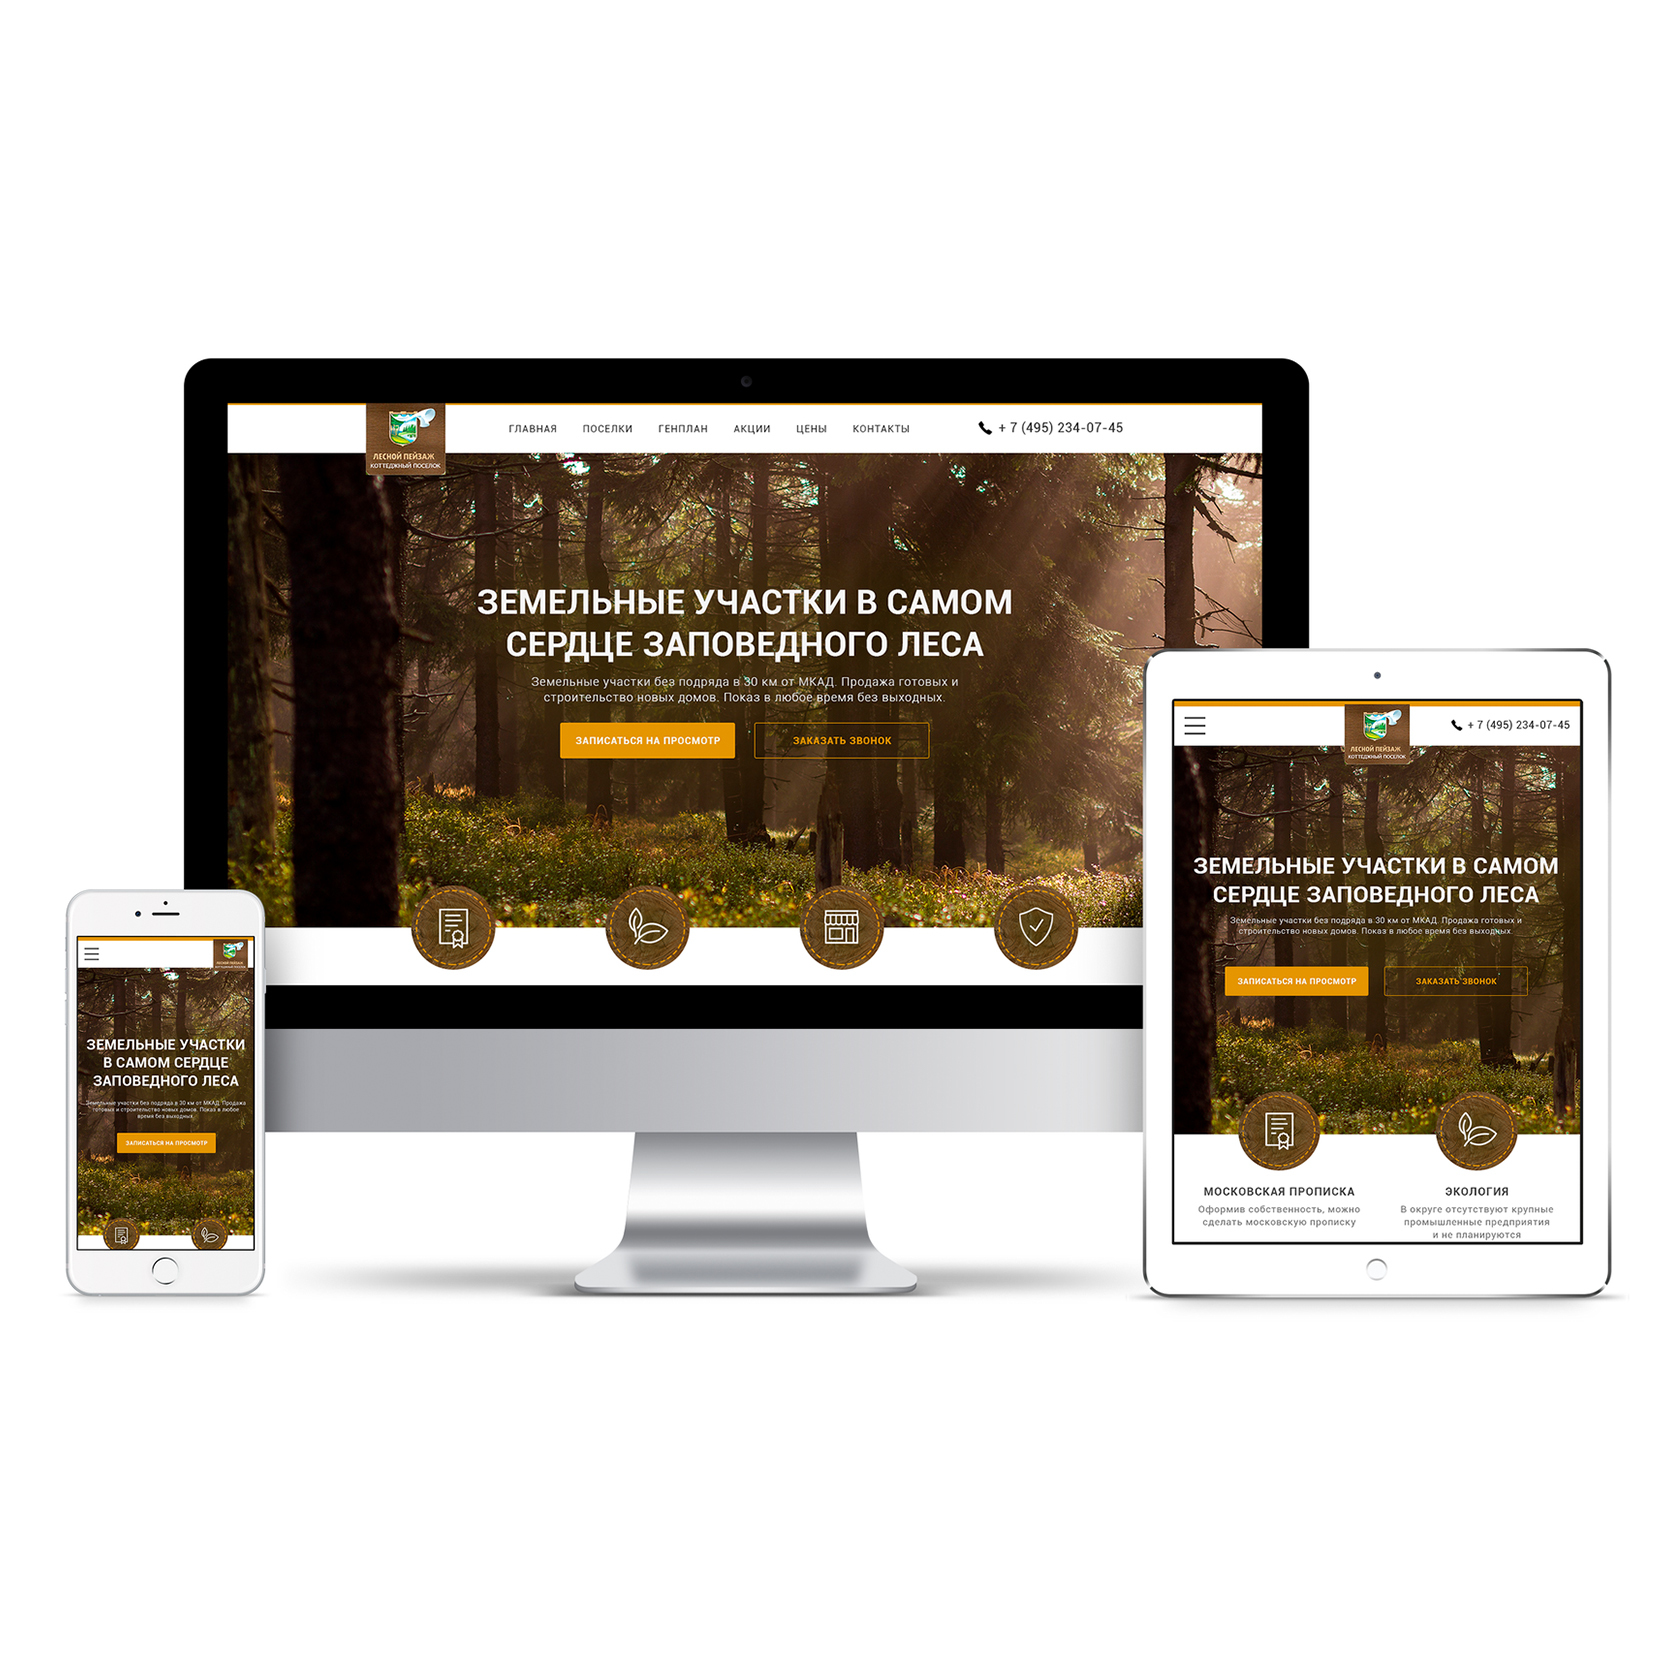 ЛЕСНОЙ ПЕЙЗАЖ
КОТТЕДЖНЫЙ ПОСЕЛОК
ГЛАВНАЯ ПОСЕЛКИ ГЕНПЛАН АКЦИИ ЦЕНЫ КОНТАКТЫ
+ 7 (495) 234-07-45
ЗЕМЕЛЬНЫЕ УЧАСТКИ В САМОМ
СЕРДЦЕ ЗАПОВЕДНОГО ЛЕСА
Земельные участки без подряда в 30 км от МКАД. Продажа готовых и
строительство новых домов. Показ в любое время без выходных.
ЗАПИСАТЬСЯ НА ПРОСМОТР
ЗАКАЗАТЬ ЗВОНОК
ЛЕСНОЙ ПЕЙЗАЖ
КОТТЕДЖНЫЙ ПОСЕЛОК
ЗЕМЕЛЬНЫЕ УЧАСТКИ
В САМОМ СЕРДЦЕ
ЗАПОВЕДНОГО ЛЕСА
Земельные участки без подряда в 30 км от МКАД. Продажа
готовых и строительство новых домов. Показ в любое
время без выходных.
ЗАПИСАТЬСЯ НА ПРОСМОТР
ЛЕСНОЙ ПЕЙЗАЖ
КОТТЕДЖНЫЙ ПОСЕЛОК
+ 7 (495) 234-07-45
ЗЕМЕЛЬНЫЕ УЧАСТКИ В САМОМ
СЕРДЦЕ ЗАПОВЕДНОГО ЛЕСА
Земельные участки без подряда в 30 км от МКАД. Продажа готовых и
строительство новых домов. Показ в любое время без выходных
ЗАПИСАТЬСЯ НА ПРОСМОТР
ЗАКАЗАТЬ ЗВОНОК
МОСКОВСКАЯ ПРОПИСКА
Оформив собственность, можно
сделать московскую прописку
ЭКОЛОГИЯ
В округе отсутствуют крупные
промышленные предприятия
и не планируются